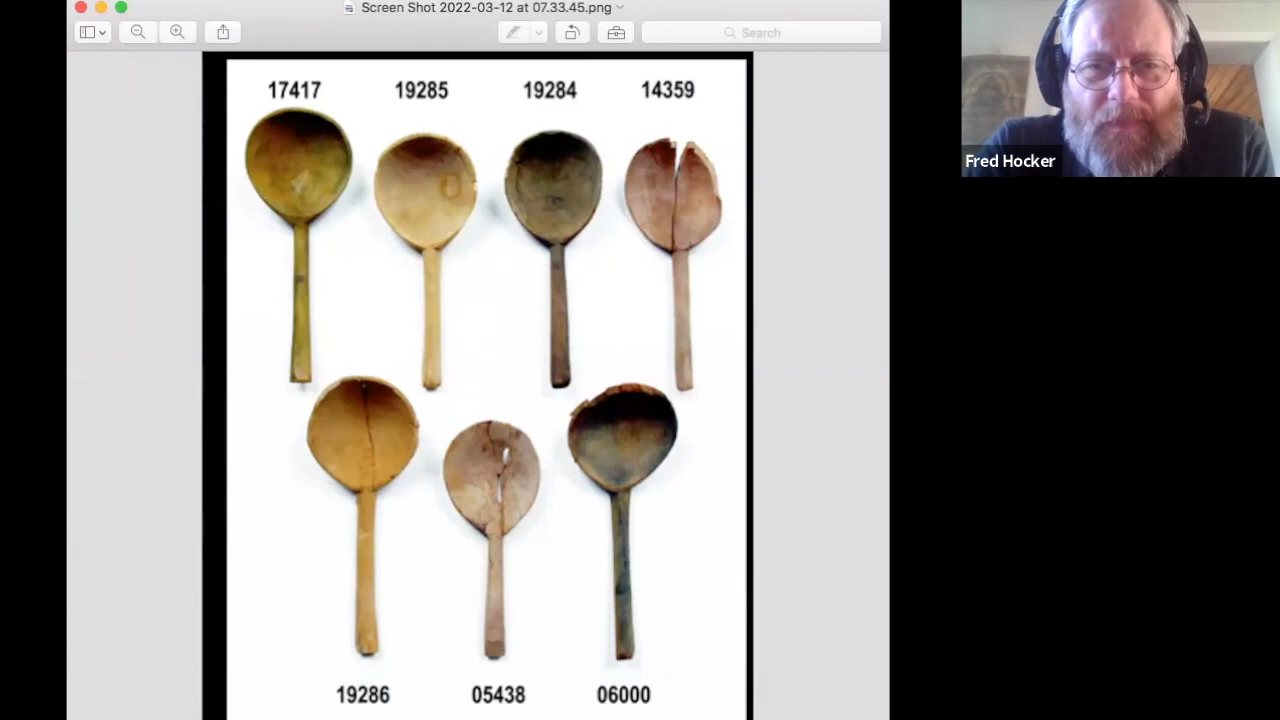 Screen Shot 2022-03-12 at 07.33.45.png
Search
17417 19285 19284 14359
Fred Hocker
19286 05438 06000